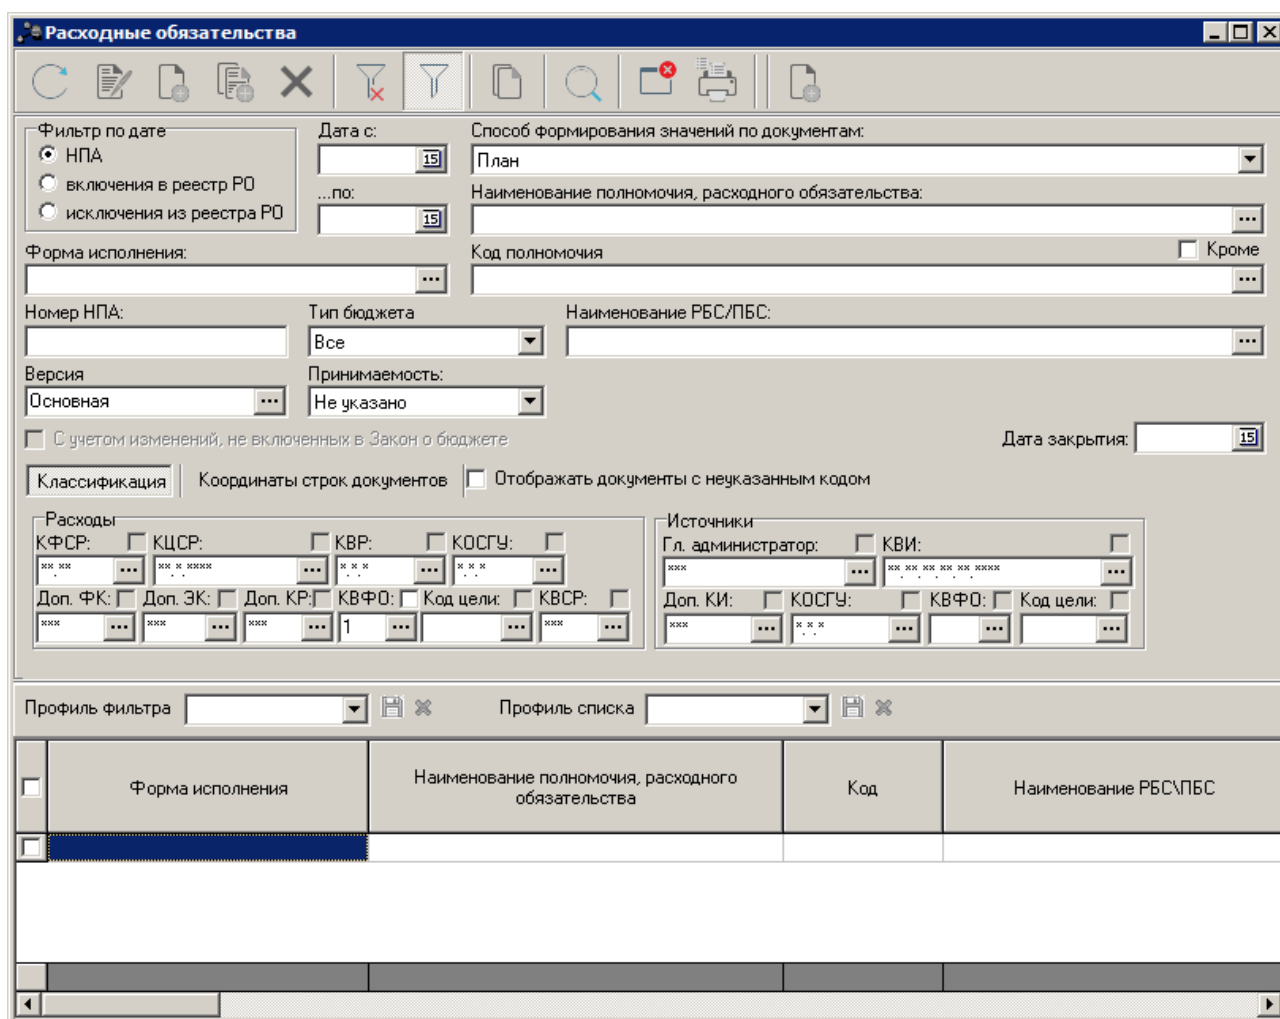 Расходные обязательства
Фильтр по дате
НПА
включения в реестр РО
исключения из реестра РО
Дата с:
15
...по:
15
Способ формирования значений по документам:
План
Наименование полномочия, расходного обязательства:
...
Форма исполнения:
...
Код полномочия
Кроме
...
Номер НПА:
Тип бюджета
Все
Наименование РБС/ПБС:
...
Версия
Основная ...
Принимаемость:
Не указано
С учетом изменений, не включенных в Закон о бюджете
Дата закрытия: 15
Классификация Координаты строк документов Отображать документы с неуказанным кодом
Расходы
КФСР: КЦСР: КВР: КОСГУ:
**.** ... **.*.**** ... *.*.* ... *.*.* ...
Доп. ФК: Доп. ЭК: Доп. КР: КВФО: Код цели: КВСР:
*** ... *** ... *** ... 1 ... ... *** ...
Источники
Гл. администратор: КВИ:
*** ... **.**.**.**.**.**** ...
Доп. КИ: КОСГУ: КВФО: Код цели:
*** ... *.*.* ... ... ...
Профиль фильтра Профиль списка
Форма исполнения
Наименование полномочия, расходного
обязательства
Код
Наименование РБС\ПБС